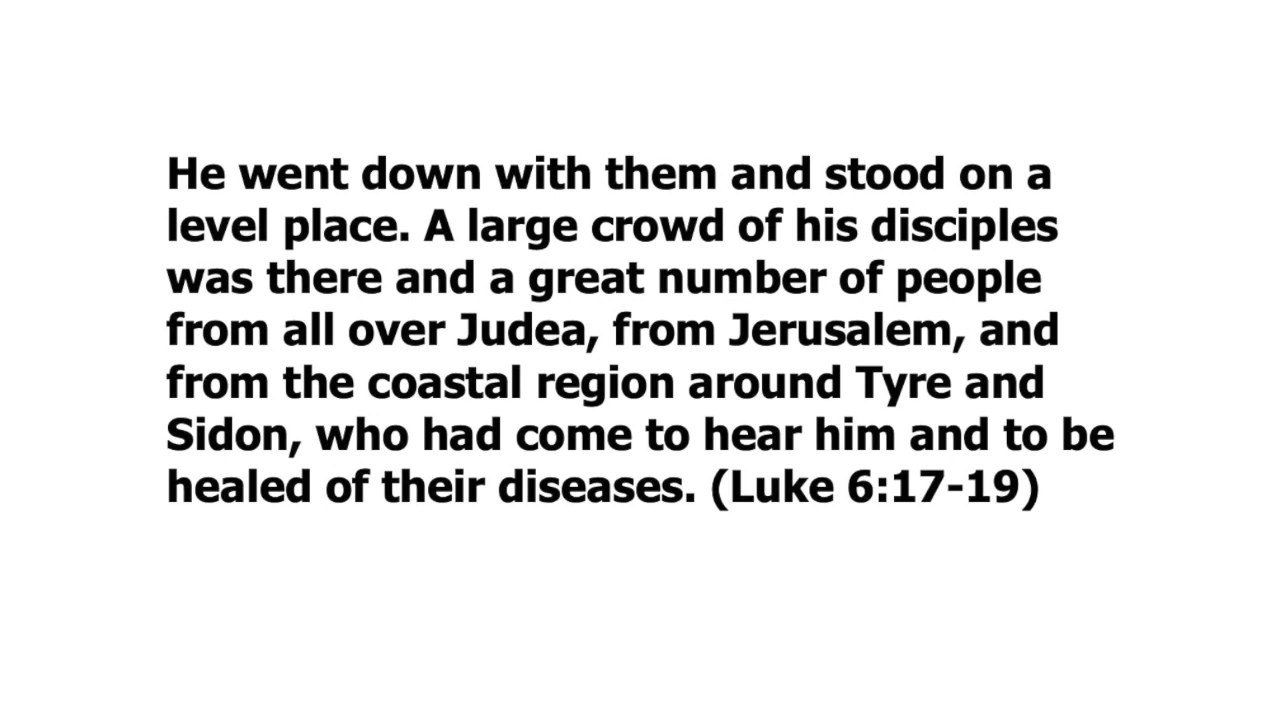 He went down with them and stood on a
level place. A large crowd of his disciples
was there and a great number of people
from all over Judea, from Jerusalem, and
from the coastal region around Tyre and
Sidon, who had come to hear him and to be
healed of their diseases. (Luke 6:17-19)